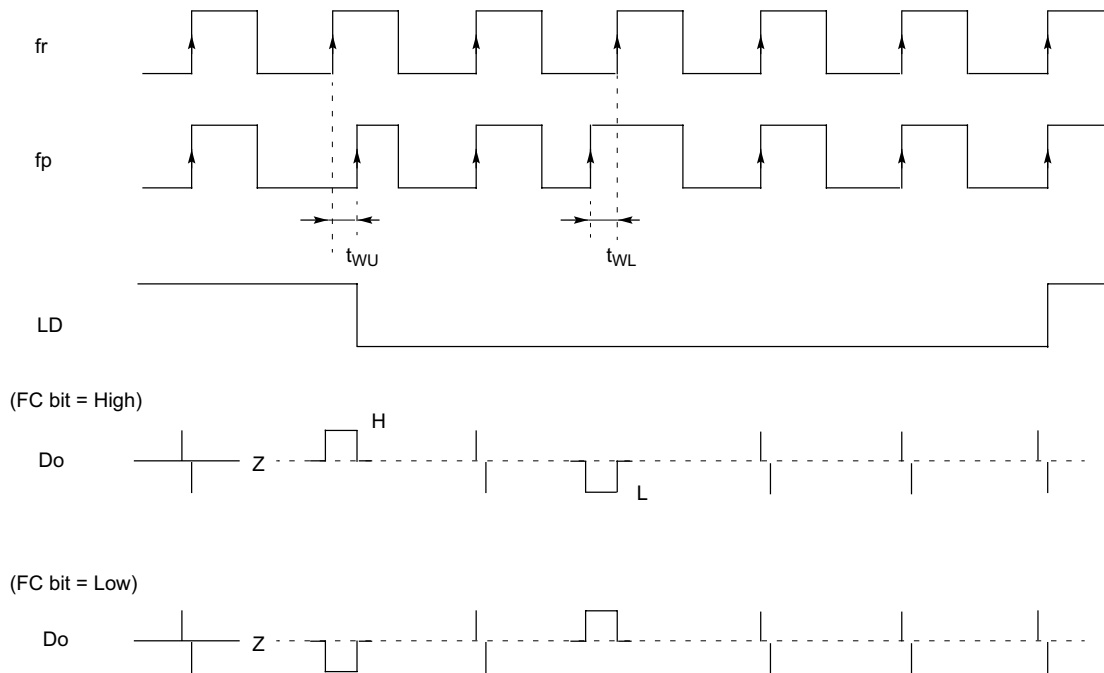 fr
fp
tWU
tWL
LD
(FC bit = High)
H
Do
Z
L
(FC bit = Low)
Do
Z